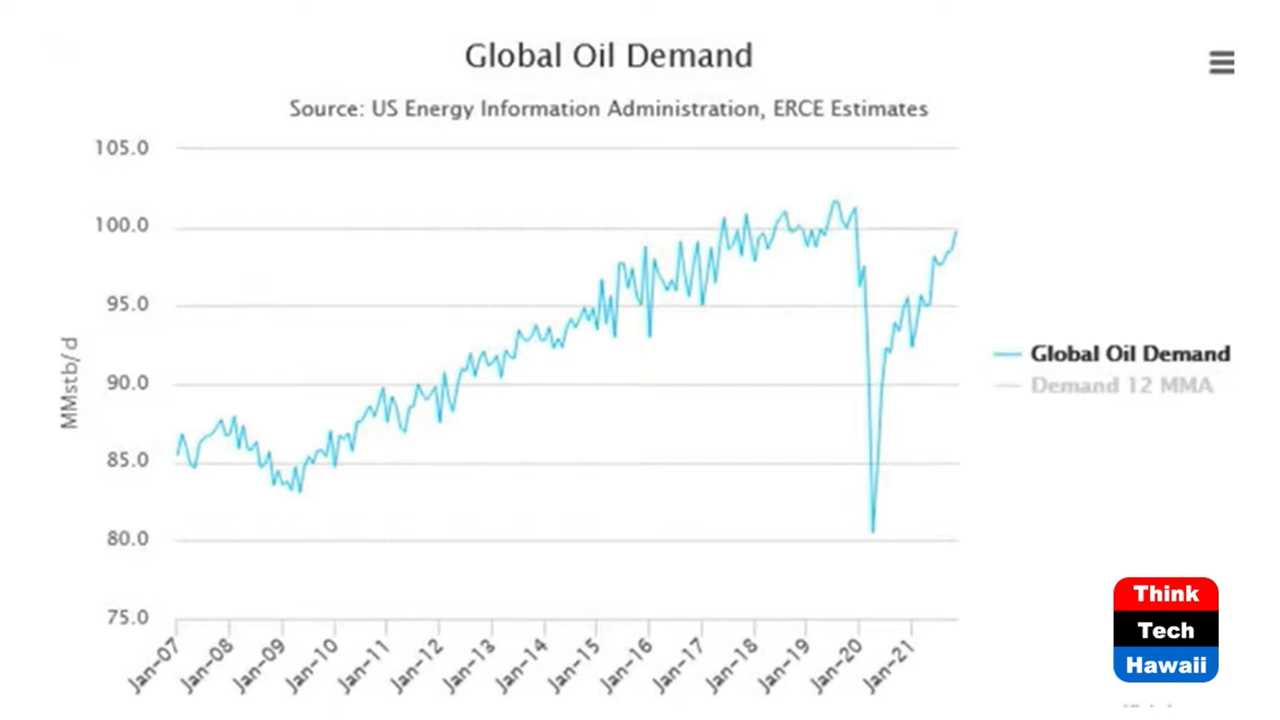 Global Oil Demand
Source: US Energy Information Administration, ERCE Estimates
105.0
100.0
95.0
90.0
85.0
80.0
75.0
MMstb/d
Jan-07
Jan-08
Jan-09
Jan-10
Jan-11
Jan-12
Jan-13
Jan-14
Jan-15
Jan-16
Jan-17
Jan-18
Jan-19
Jan-20
Jan-21
Global Oil Demand
Demand 12 MMA
Think
Tech
Hawaii